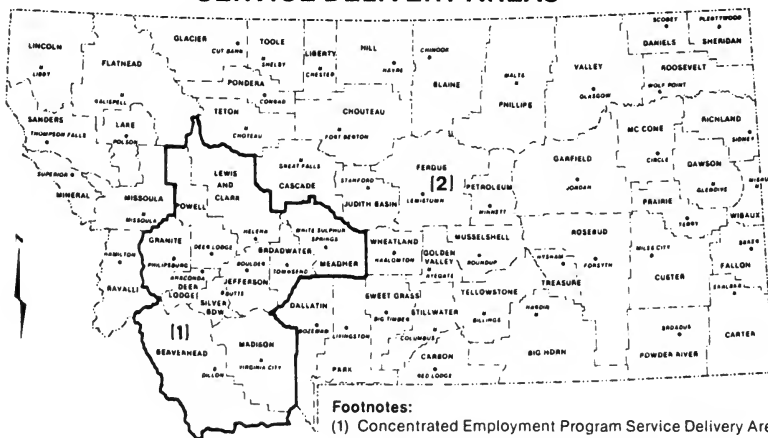 SERVICE DELIVERY AREAS
LINCOLN
LIBBY
FLATHEAD
KALISPELL
GLACIER
CUT BANK
TOOLE
SHELBY
LIBERTY
CHESTER
HILL
HAVRE
CHINOOK
BLAINE
MALTA
PHILLIPS
VALLEY
GLASGOW
SCOBEY
DANIELS
PLENTYWOOD
SHERIDAN
ROOSEVELT
WOLF POINT
PONDERA
CONRAD
SANDERS
THOMPSON FALLS
LAKE
POLSON
TETON
CHOTEAU
CHOUTEAU
FORT BENTON
MC CONE
CIRCLE
RICHLAND
SIDNEY
SUPERIOR
MINERAL
MISSOULA
MISSOULA
POWELL
LEWIS
AND
CLARK
GREAT FALLS
CASCADE
STANFORD
JUDITH BASIN
FERGUS
(2)
LEWISTOWN
PETROLEUM
WINNETT
GARFIELD
JORDAN
DAWSON
GLENDIVE
PRAIRIE
TERRY
WIBAUX
HAMILTON
RAVALLI
GRANITE
PHILIPSBURG
DEER LODGE
HELENA
BROADWATER
TOWNSEND
WHITE SULPHUR
SPRINGS
MEAGHER
WHEATLAND
HARLOWTON
GOLDEN
VALLEY
RYEGATE
MUSSELSHELL
ROUNDUP
ROSEBUD
FORSYTH
HYSHAM
TREASURE
MILES CITY
CUSTER
BAKER
FALLON
ANACONDA
DEER
LODGE
BOULDER
JEFFERSON
BUTTE
SILVER
BOW
(1)
BEAVERHEAD
DILLON
MADISON
VIRGINIA CITY
GALLATIN
BOZEMAN
LIVINGSTON
PARK
SWEET GRASS
BIG TIMBER
STILLWATER
COLUMBUS
CARBON
RED LODGE
YELLOWSTONE
BILLINGS
HARDIN
BIG HORN
BROADUS
POWDER RIVER
EKALAKA
CARTER
Footnotes:
(1) Concentrated Employment Program Service Delivery Area